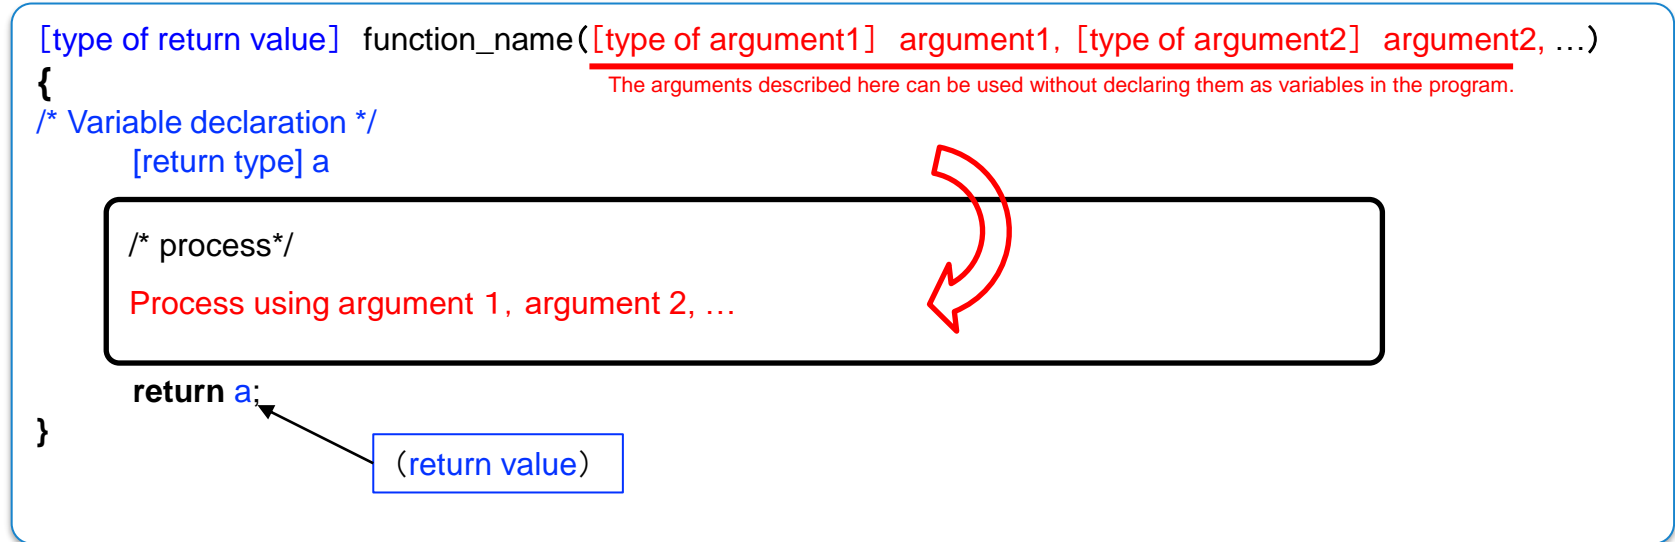 ［type of return value］ function_name（［type of argument1］ argument1，［type of argument2］ argument2, …）
{
The arguments described here can be used without declaring them as variables in the program.
/* Variable declaration */
[return type] a
/* process*/
Process using argument 1，argument 2, …
return a;
}
（return value）